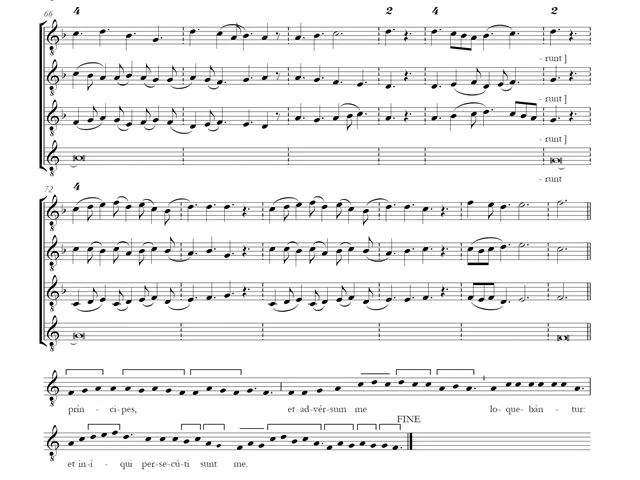 66 4 2 4 2
- runt ]
- runt ]
- runt ]
- runt
72 4
prín - ci-pes, et ad-vér-sum me lo-que-bán-tur:
FINE
et in-í-qui per-se-cú-ti sunt me.